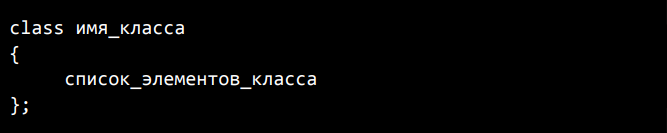 class имя_класса
{
список_элементов_класса
};